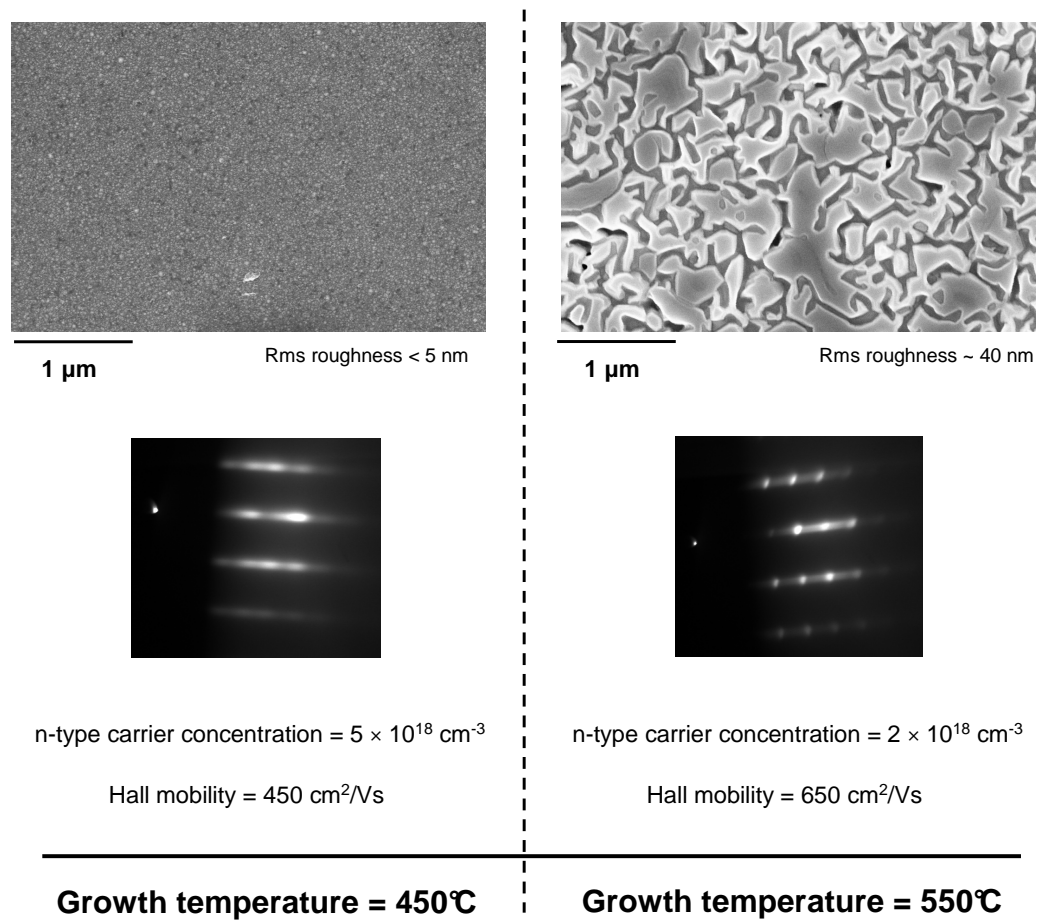 1 µm
Rms roughness < 5 nm
1 µm
Rms roughness ~ 40 nm
n-type carrier concentration = 5 × 10¹⁸ cm⁻³
n-type carrier concentration = 2 × 10¹⁸ cm⁻³
Hall mobility = 450 cm²/Vs
Hall mobility = 650 cm²/Vs
Growth temperature = 450°C
Growth temperature = 550°C